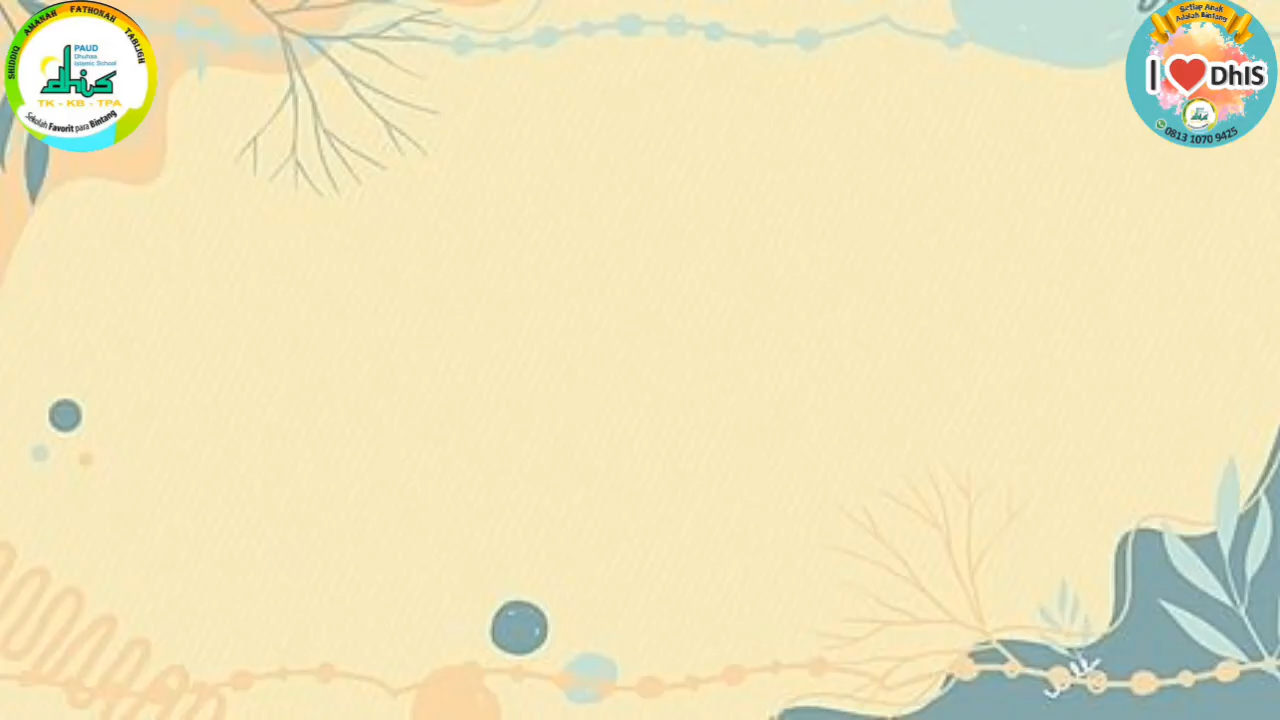 SHIDDIQ AMANAH FATHONAH TABLIGH
PAUD
Dhuhaa
Islamic School
dhis
TK - KB - TPA
Sekolah Favorit para Bintang
Setiap Anak
Adalah Bintang
I DhIS
0813 1070 9425